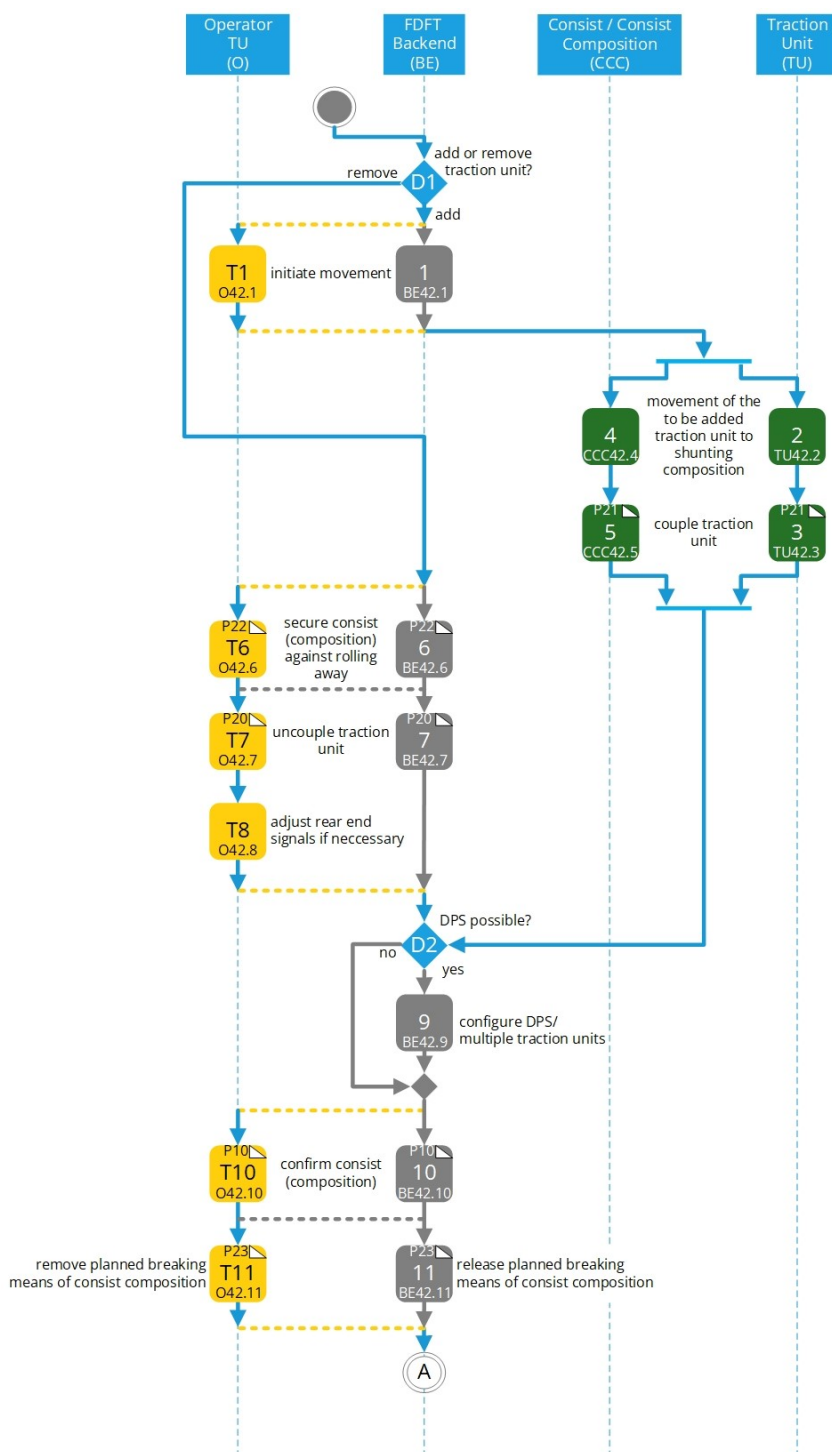 Operator
TU
(O)
FDFT
Backend
(BE)
Consist / Consist
Composition
(CCC)
Traction
Unit
(TU)
add or remove
traction unit?
remove
D1
add
T1
O42.1
initiate movement
1
BE42.1
movement of the
to be added
traction unit to
shunting
composition
4
CCC42.4
2
TU42.2
P21
5
CCC42.5
couple traction
unit
P21
3
TU42.3
P22
T6
O42.6
secure consist
(composition)
against rolling
away
P22
6
BE42.6
P20
T7
O42.7
uncouple traction
unit
P20
7
BE42.7
T8
O42.8
adjust rear end
signals if neccessary
DPS possible?
D2
no
yes
9
BE42.9
configure DPS/
multiple traction units
P10
T10
O42.10
confirm consist
(composition)
P10
10
BE42.10
remove planned breaking
means of consist composition
P23
T11
O42.11
P23
11
BE42.11
release planned breaking
means of consist composition
A